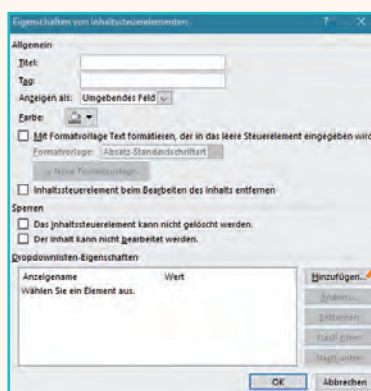 Eigenschaften von Inhaltssteuerelementen ? ×
Allgemein
Titel:
Tag:
Anzeigen als: Umgebendes Feld
Farbe:
Mit Formatvorlage Text formatieren, der in das leere Steuerelement eingegeben wird
Formatvorlage: Absatz-Standardschriftart
Neue Formatvorlage...
Inhaltssteuerelement beim Bearbeiten des Inhalts entfernen
Sperren
Das Inhaltssteuerelement kann nicht gelöscht werden.
Der Inhalt kann nicht bearbeitet werden.
Dropdownlisten-Eigenschaften
Anzeigename Wert
Wählen Sie ein Element aus.
Hinzufügen...
Ändern...
Entfernen
Nach oben
Nach unten
OK Abbrechen